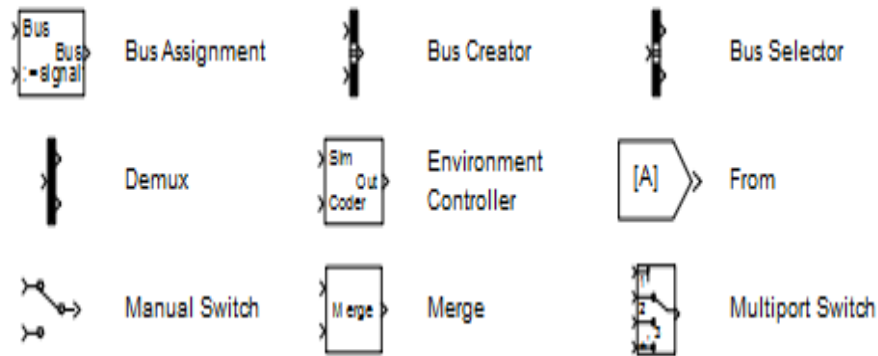 Bus
Bus
:=signal
Bus Assignment
Bus Creator
Bus Selector
Demux
Sim
Out
Coder
Environment
Controller
[A]
From
Manual Switch
Merge
Merge
2
Multiport Switch